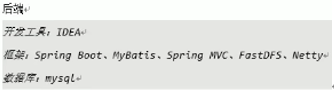 后端
开发工具：IDEA
框架：Spring Boot、MyBatis、Spring MVC、FastDFS、Netty
数据库：mysql